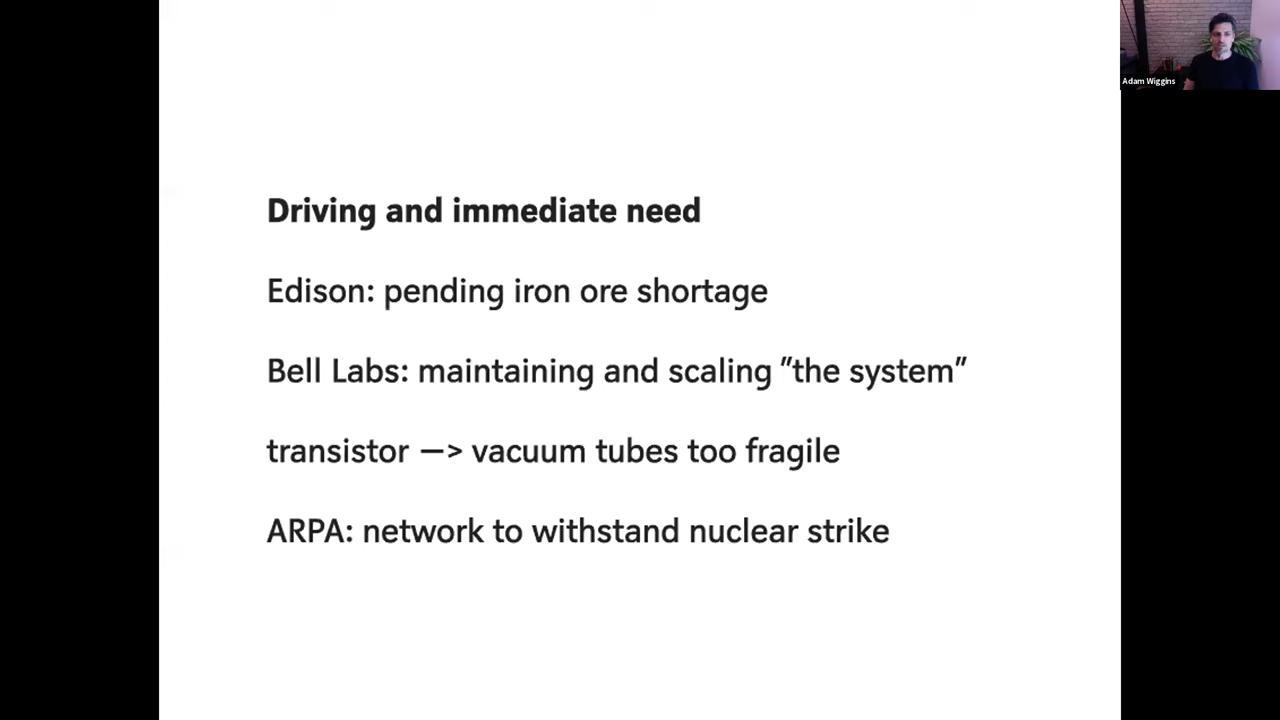 Adam Wiggins
Driving and immediate need
Edison: pending iron ore shortage
Bell Labs: maintaining and scaling "the system"
transistor —> vacuum tubes too fragile
ARPA: network to withstand nuclear strike